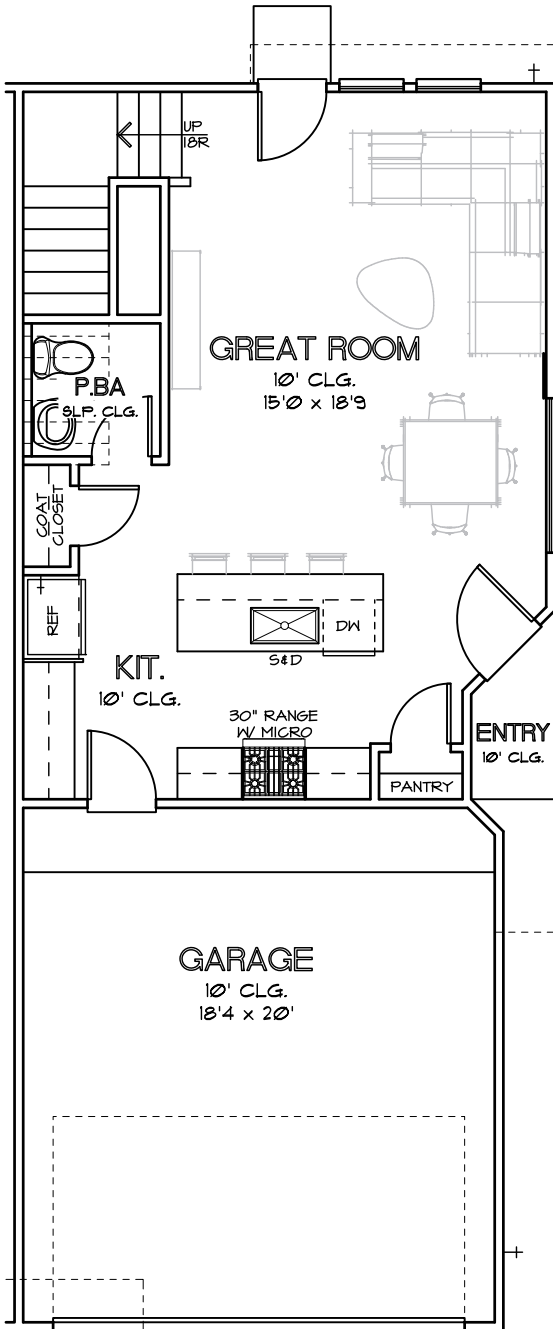 UP
18R
GREAT ROOM
10' CLG.
15'0 x 18'9
P.BA
SLP. CLG.
COAT
CLOSET
REF
DW
S&D
KIT.
10' CLG.
30" RANGE
W/ MICRO
ENTRY
10' CLG.
PANTRY
GARAGE
10' CLG.
18'4 x 20'